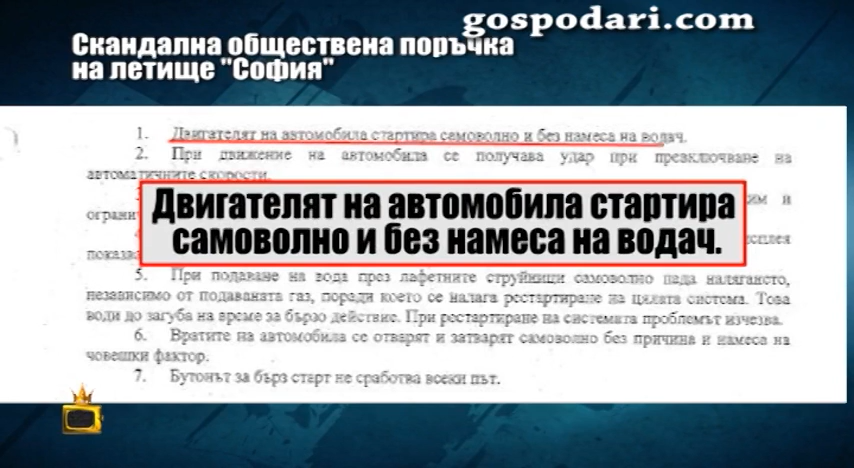 gospodari.com
Скандална обществена поръчка
на летище "София"
1. Двигателят на автомобила стартира самоволно и без намеса на водач.
2. При движение на автомобила се получава удар при превключване на
автоматичните скорости.
Двигателят на автомобила стартира
самоволно и без намеса на водач.
5. При подаване на вода през лафетните струйници самоволно пада налягането,
независимо от подаваната газ, поради което се налага рестартиране на цялата система. Това
води до загуба на време за бързо действие. При рестартиране на системата проблемът изчезва.
6. Вратите на автомобила се отварят и затварят самоволно без причина и намеса на
човешки фактор.
7. Бутонът за бърз старт не сработва всеки път.